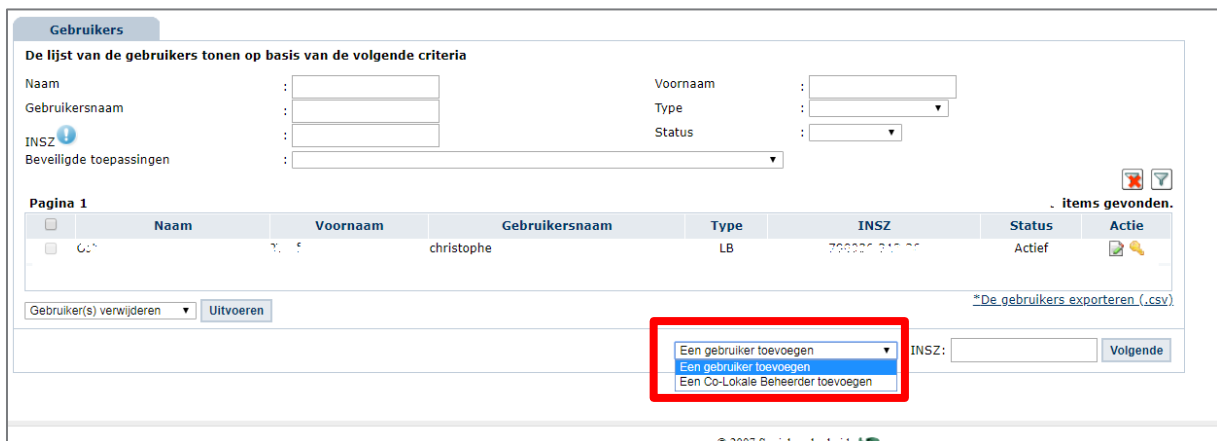 Gebruikers
De lijst van de gebruikers tonen op basis van de volgende criteria
Naam : Voornaam :
Gebruikersnaam : Type :
INSZ : Status :
Beveiligde toepassingen :
Pagina 1 items gevonden.
Naam Voornaam Gebruikersnaam Type INSZ Status Actie
christophe LB Actief
*De gebruikers exporteren (.csv)
Gebruiker(s) verwijderen Uitvoeren
Een gebruiker toevoegen INSZ: Volgende
Een gebruiker toevoegen
Een Co-Lokale Beheerder toevoegen